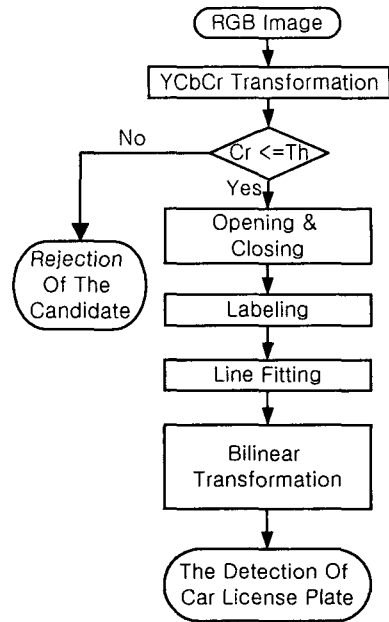 RGB Image
YCbCr Transformation
No
Cr <=Th
Yes
Opening &
Closing
Rejection
Of The
Candidate
Labeling
Line Fitting
Bilinear
Transformation
The Detection Of
Car License Plate